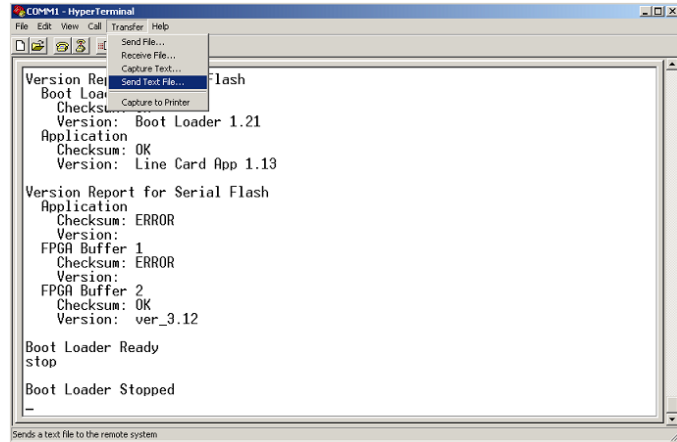 COMM1 - HyperTerminal
File Edit View Call Transfer Help
Send File...
Receive File...
Capture Text...
Send Text File...
Capture to Printer
Version Rep Flash
Boot Loa
Checks
Version: Boot Loader 1.21
Application
Checksum: OK
Version: Line Card App 1.13
Version Report for Serial Flash
Application
Checksum: ERROR
Version:
FPGA Buffer 1
Checksum: ERROR
Version:
FPGA Buffer 2
Checksum: OK
Version: ver_3.12
Boot Loader Ready
stop
Boot Loader Stopped
_
Sends a text file to the remote system